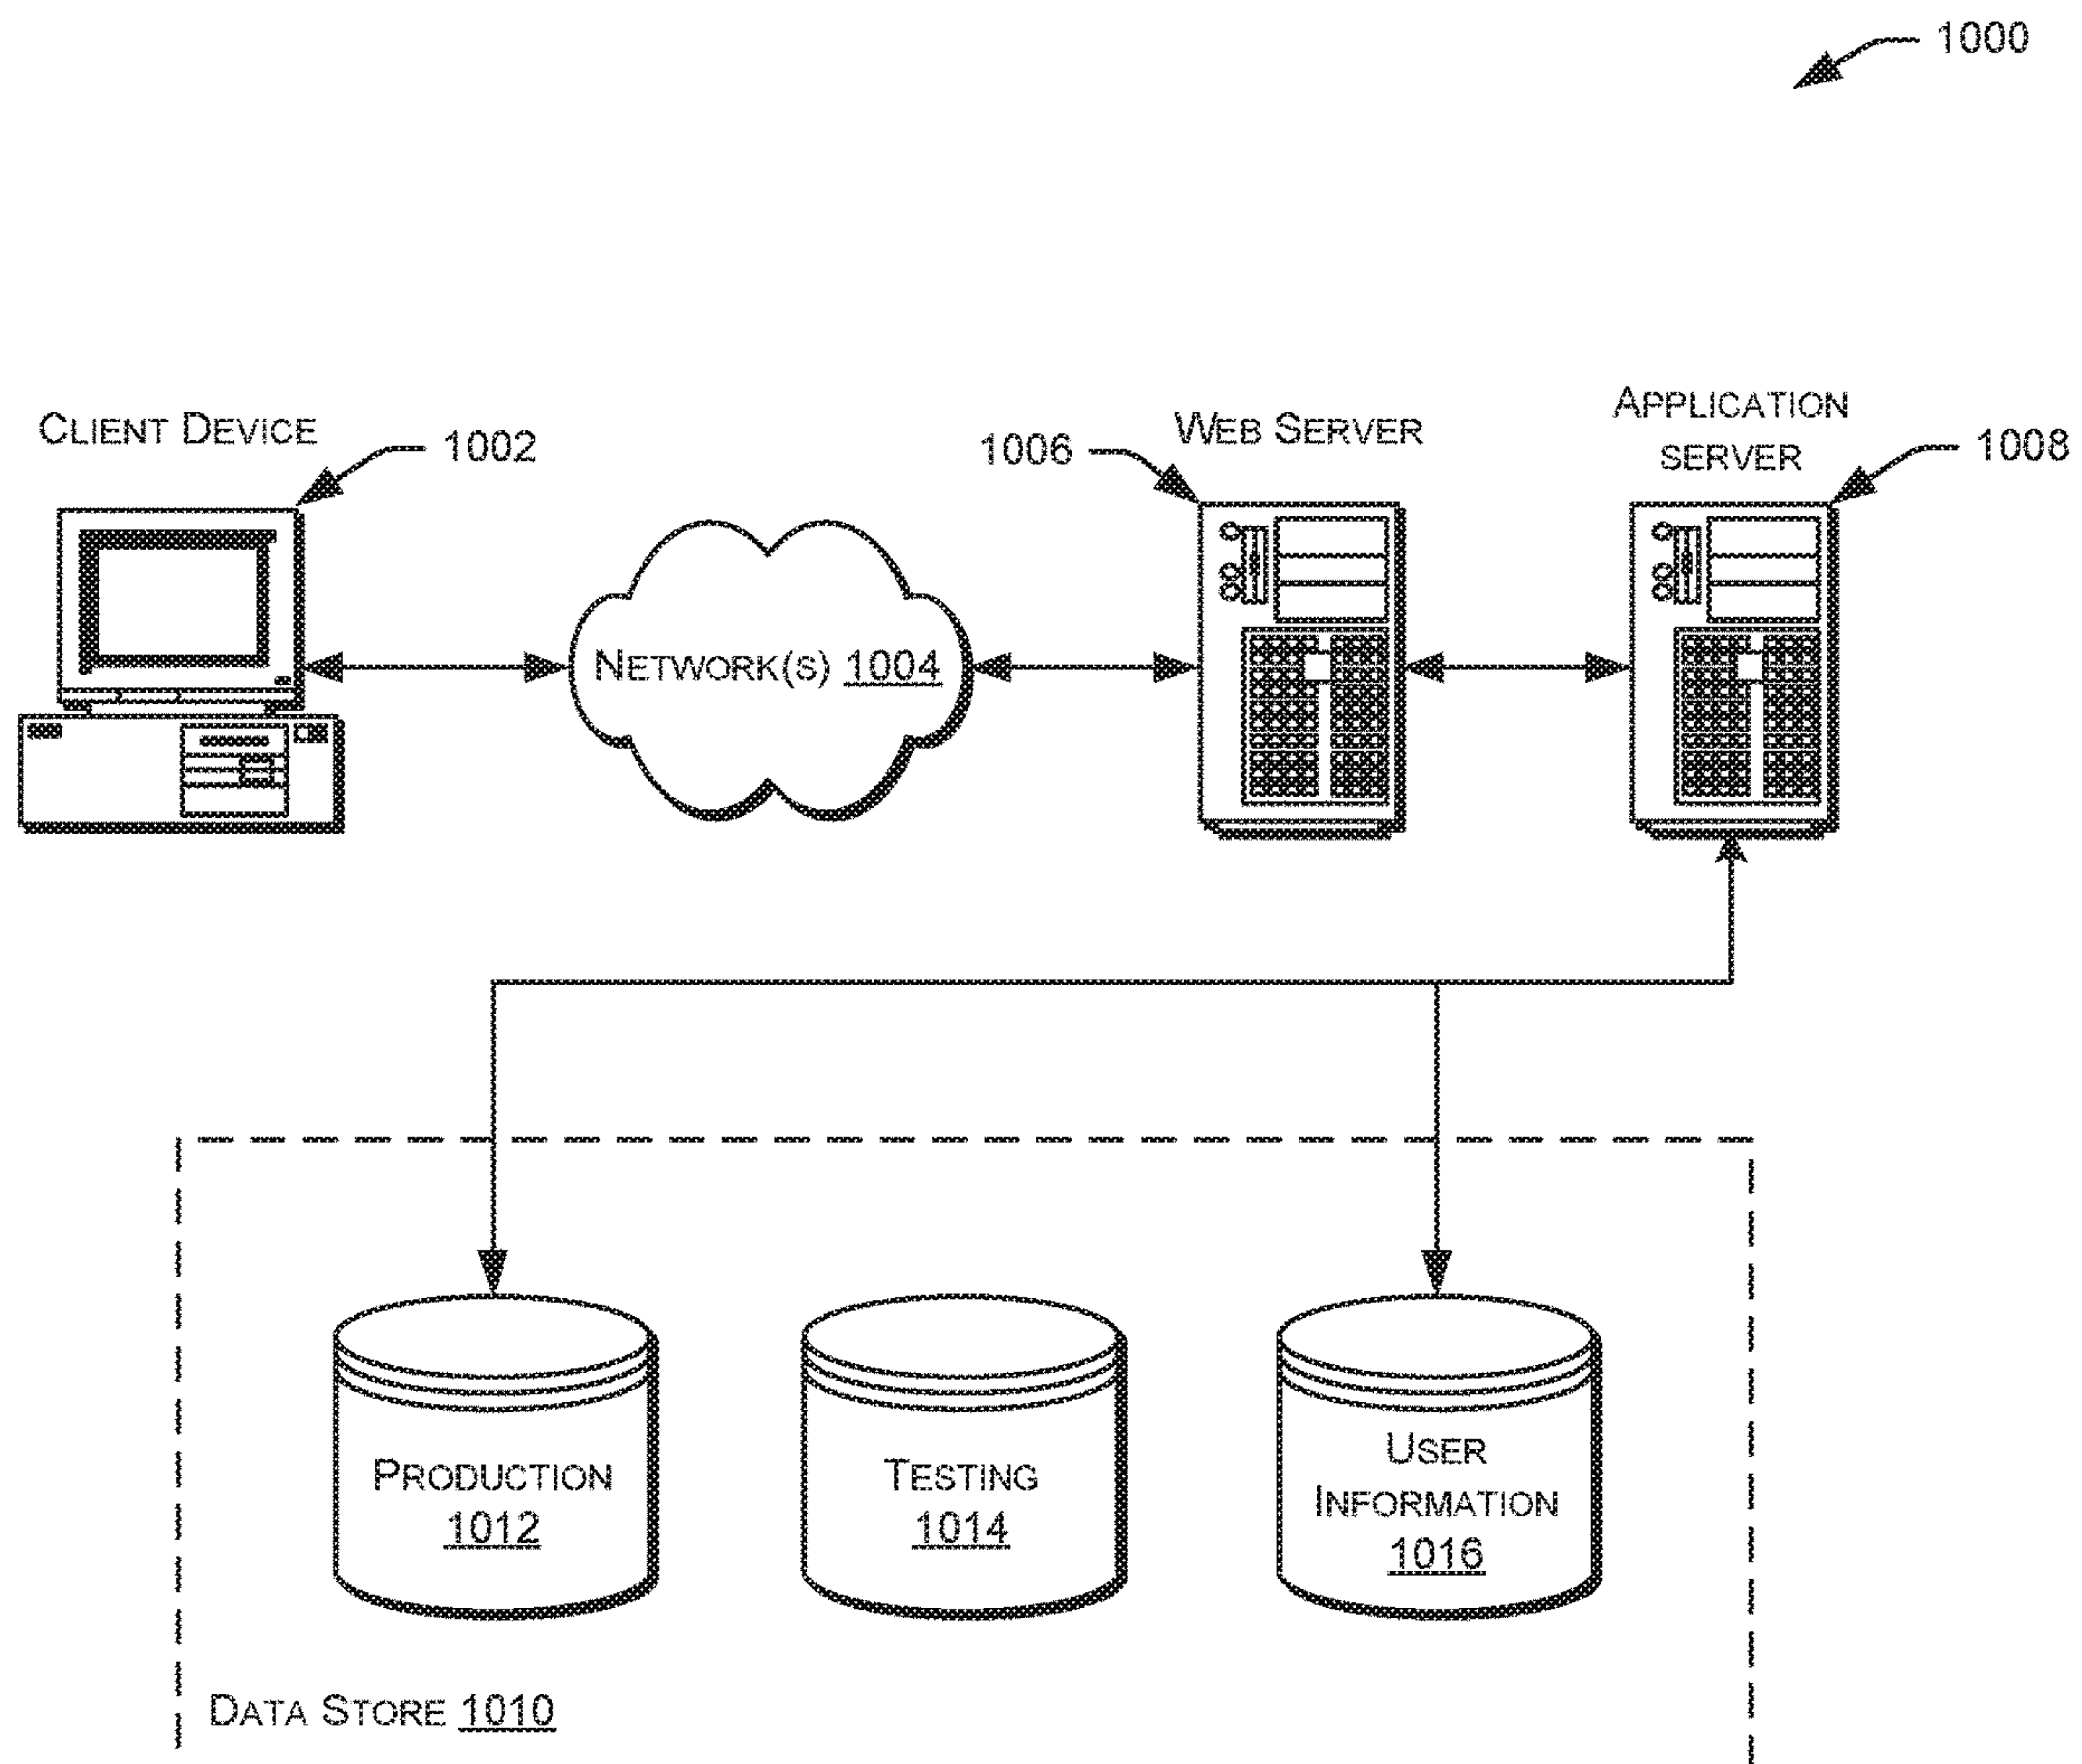 1000
CLIENT DEVICE
1002
1006
WEB SERVER
APPLICATION
SERVER
1008
NETWORK(S) 1004
PRODUCTION
1012
TESTING
1014
USER
INFORMATION
1016
DATA STORE 1010